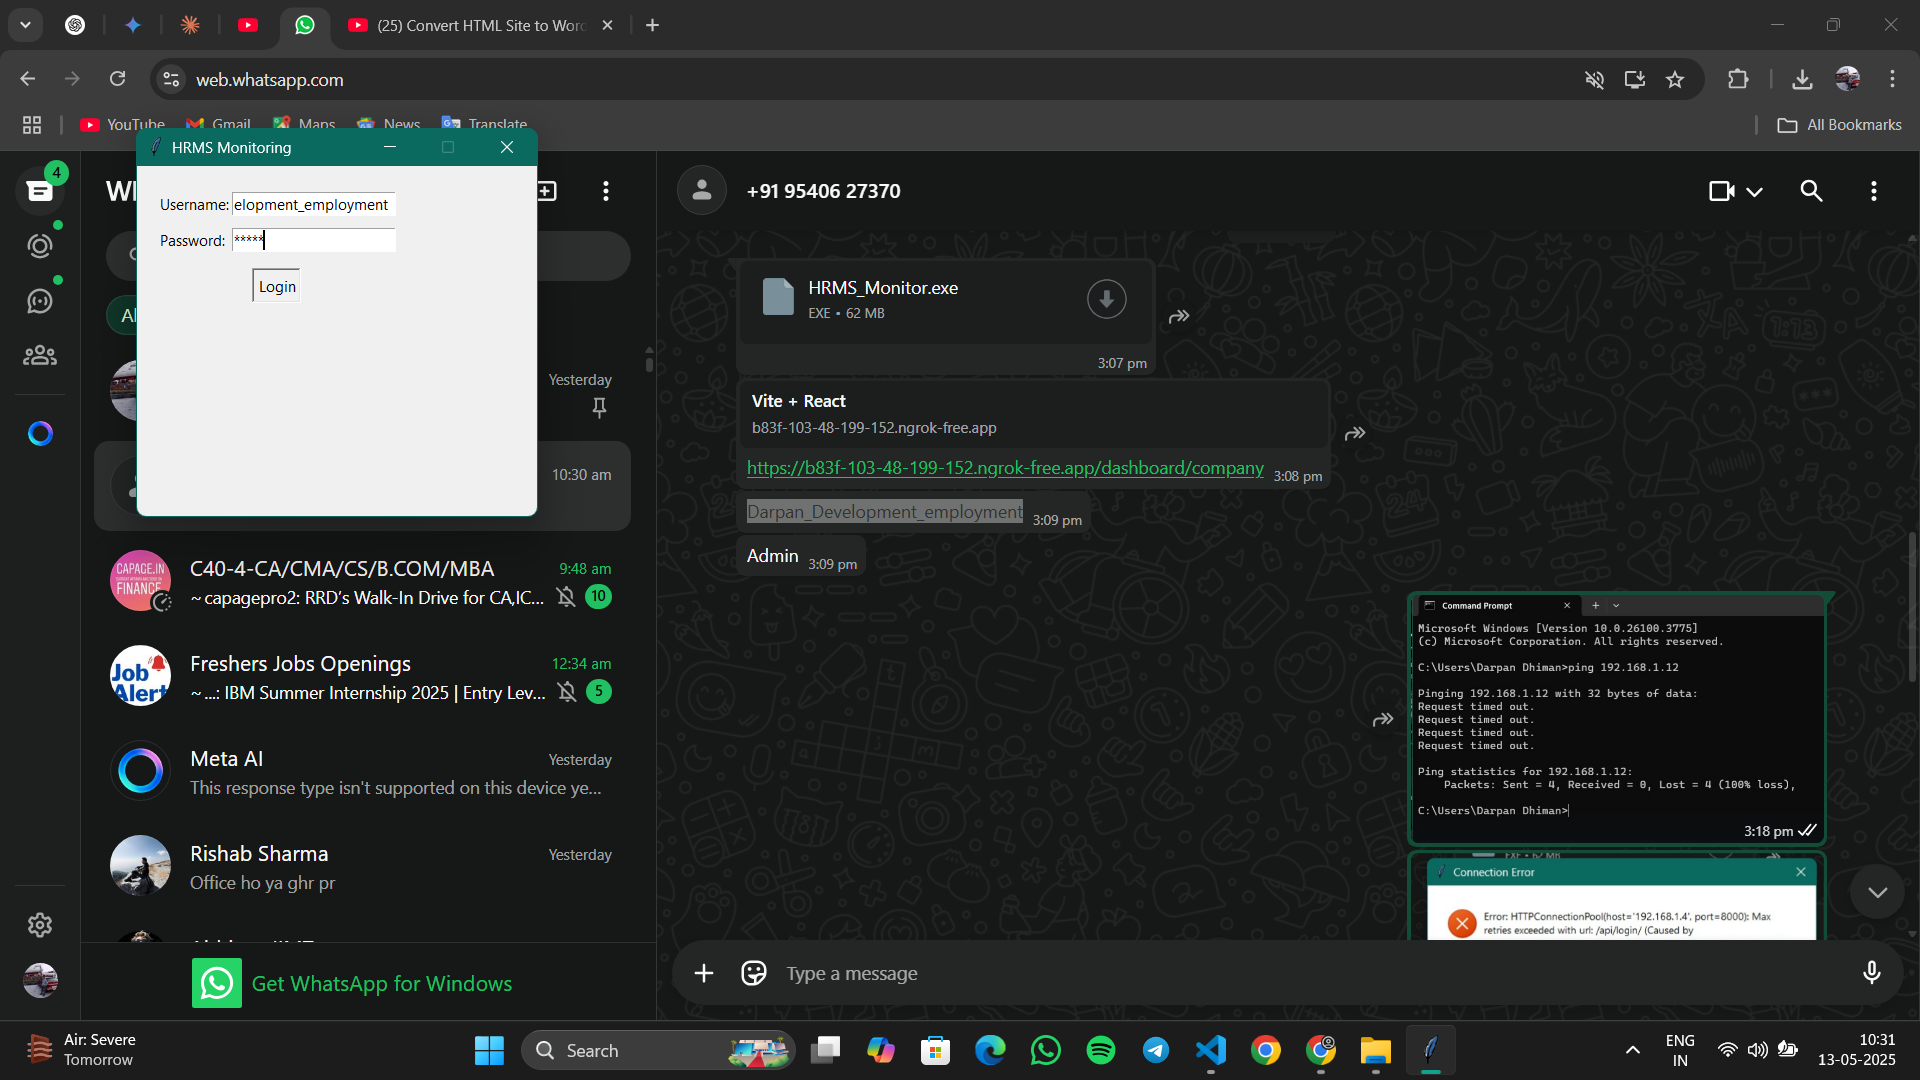 (25) Convert HTML Site to Wor
web.whatsapp.com
YouTube
Gmail
Maps
News
Translate
All Bookmarks
HRMS Monitoring
Username: elopment_employment
Password: *****
Login
4
+91 95406 27370
HRMS_Monitor.exe
EXE • 62 MB
3:07 pm
Vite + React
b83f-103-48-199-152.ngrok-free.app
https://b83f-103-48-199-152.ngrok-free.app/dashboard/company
3:08 pm
Darpan_Development_employment
3:09 pm
Admin
3:09 pm
Command Prompt
Microsoft Windows [Version 10.0.26100.3775]
(c) Microsoft Corporation. All rights reserved.
C:\Users\Darpan Dhiman>ping 192.168.1.12
Pinging 192.168.1.12 with 32 bytes of data:
Request timed out.
Request timed out.
Request timed out.
Request timed out.
Ping statistics for 192.168.1.12:
Packets: Sent = 4, Received = 0, Lost = 4 (100% loss),
C:\Users\Darpan Dhiman>
3:18 pm
Connection Error
Error: HTTPConnectionPool(host='192.168.1.4', port=8000): Max
retries exceeded with url: /api/login/ (Caused by
Type a message
Yesterday
10:30 am
CAPAGE.IN
FINANCE
C40-4-CA/CMA/CS/B.COM/MBA
9:48 am
~ capagepro2: RRD's Walk-In Drive for CA,IC...
10
Job
Alert
Freshers Jobs Openings
12:34 am
~ ...: IBM Summer Internship 2025 | Entry Lev...
5
Meta AI
Yesterday
This response type isn't supported on this device ye...
Rishab Sharma
Yesterday
Office ho ya ghr pr
Get WhatsApp for Windows
Air: Severe
Tomorrow
Search
ENG
IN
10:31
13-05-2025